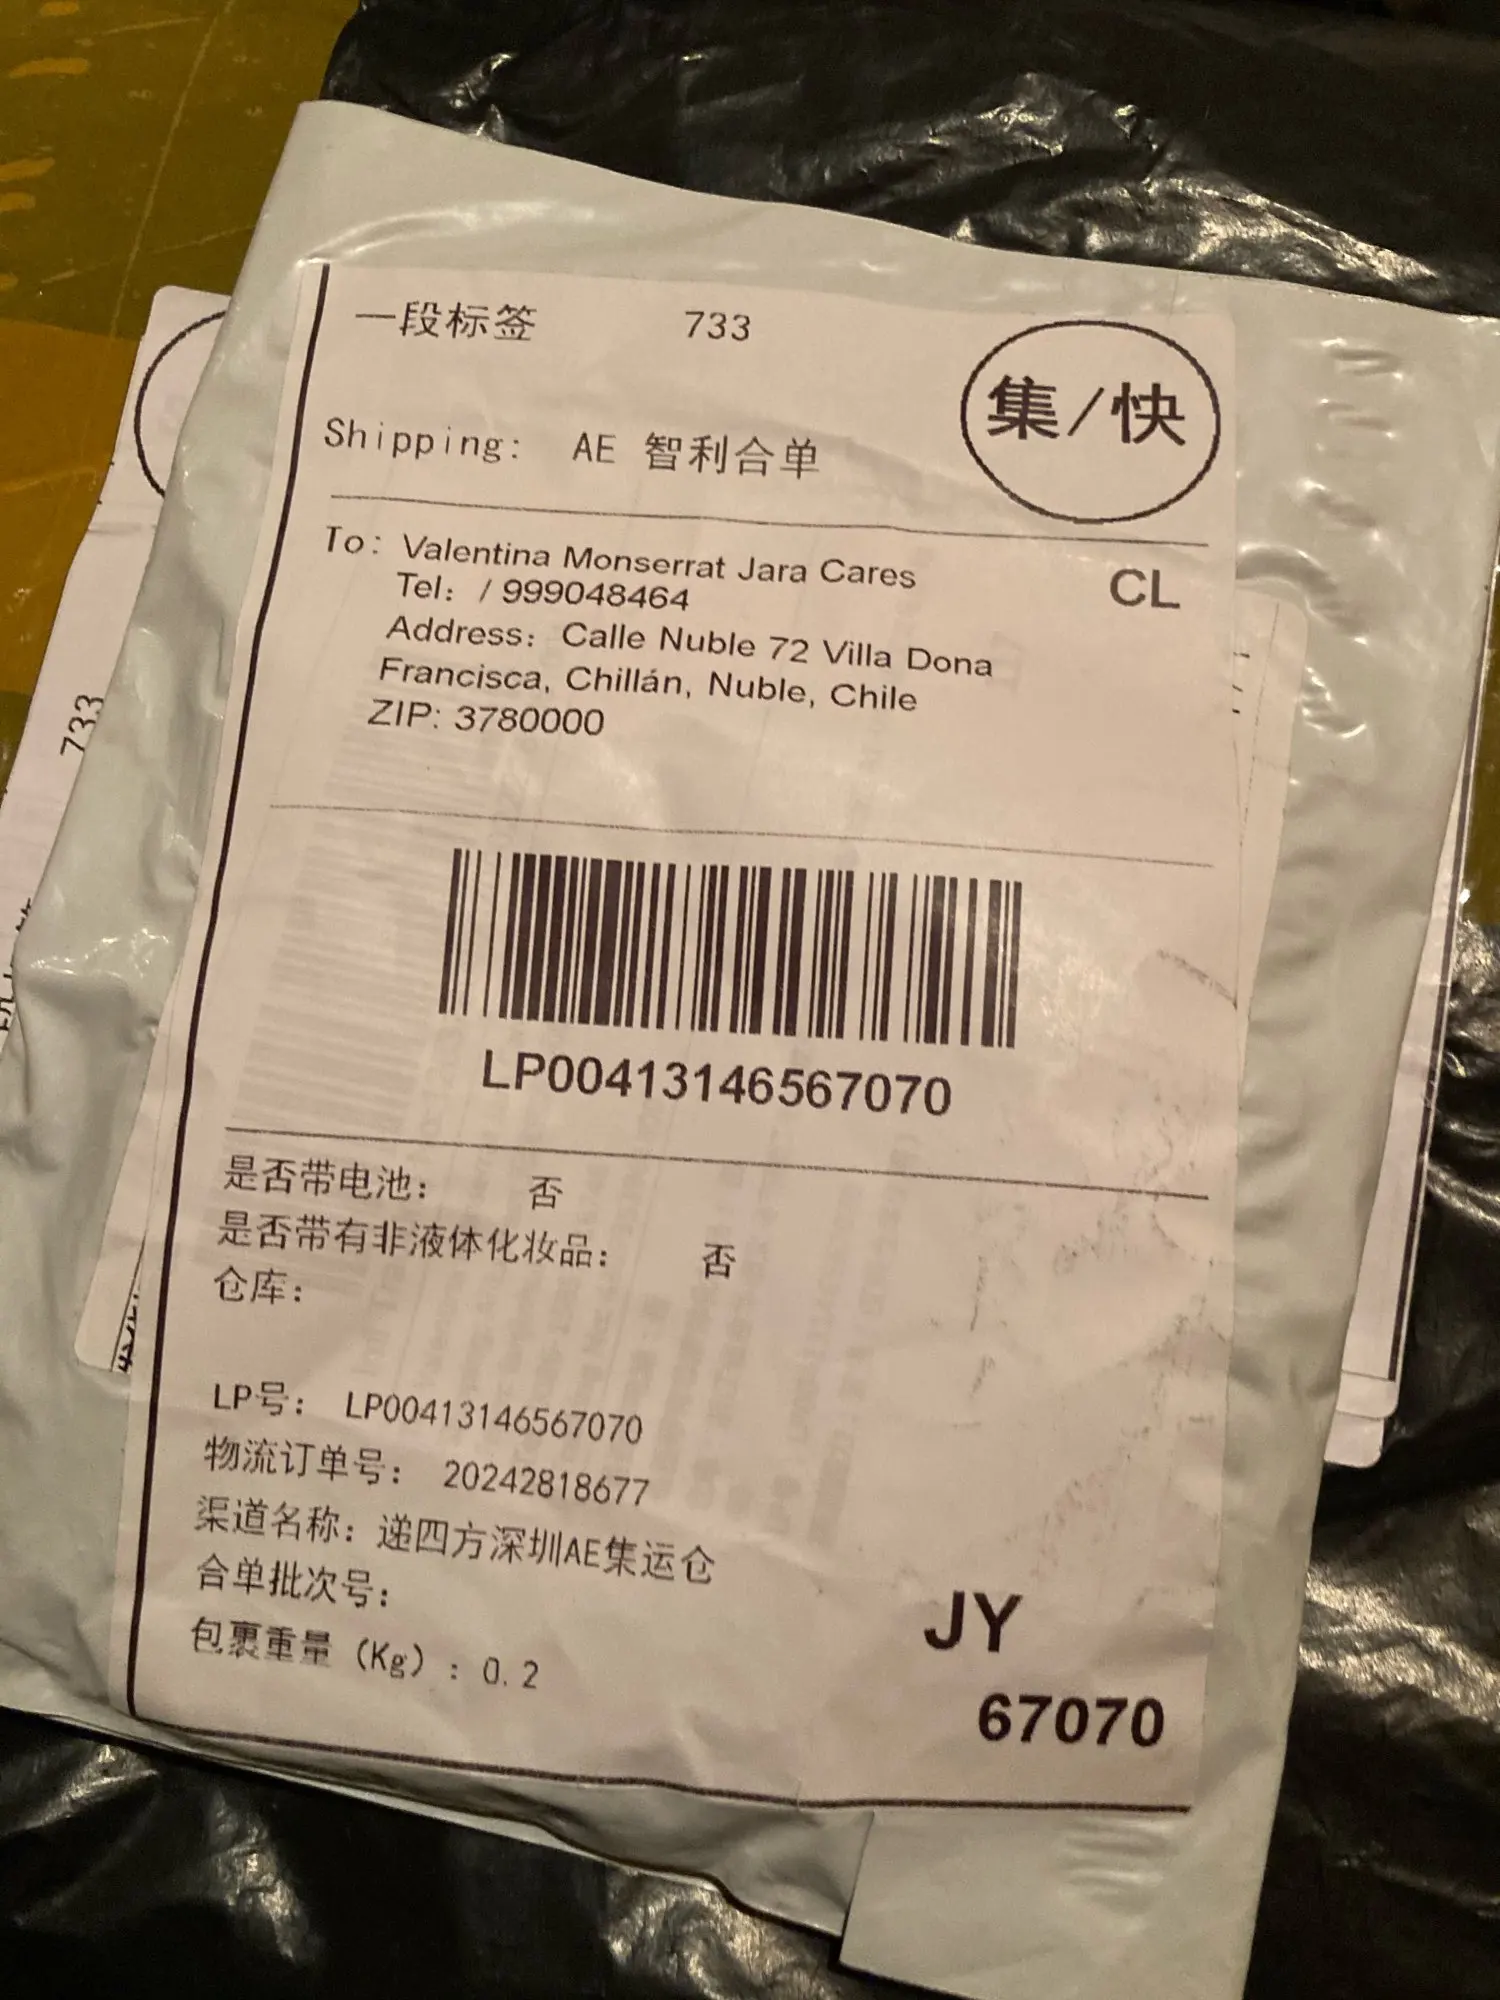 一段标签 733
集/快
Shipping: AE 智利合单
To: Valentina Monserrat Jara Cares
CL
Tel: / 999048464
Address: Calle Nuble 72 Villa Dona
Francisca, Chillán, Nuble, Chile
ZIP: 3780000
LP00413146567070
是否带电池: 否
是否带有非液体化妆品: 否
仓库:
LP号: LP00413146567070
物流订单号: 20242818677
渠道名称: 递四方深圳AE集运仓
合单批次号:
包裹重量 (Kg) : 0.2
JY
67070
733